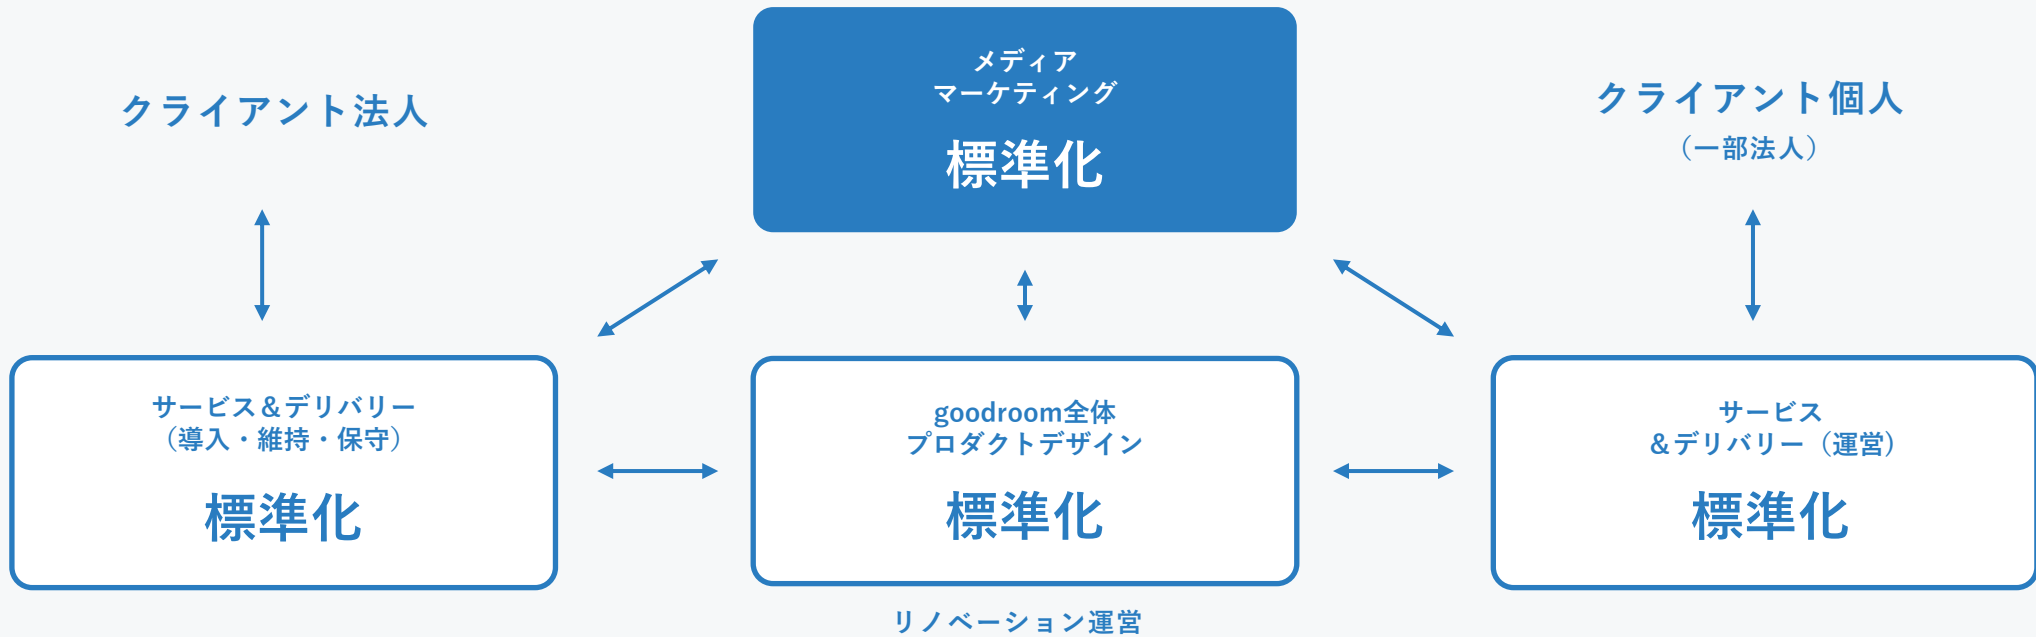 メディア
マーケティング
標準化
クライアント法人
クライアント個人
（一部法人）
サービス＆デリバリー
（導入・維持・保守）
標準化
goodroom全体
プロダクトデザイン
標準化
サービス
＆デリバリー（運営）
標準化
リノベーション運営